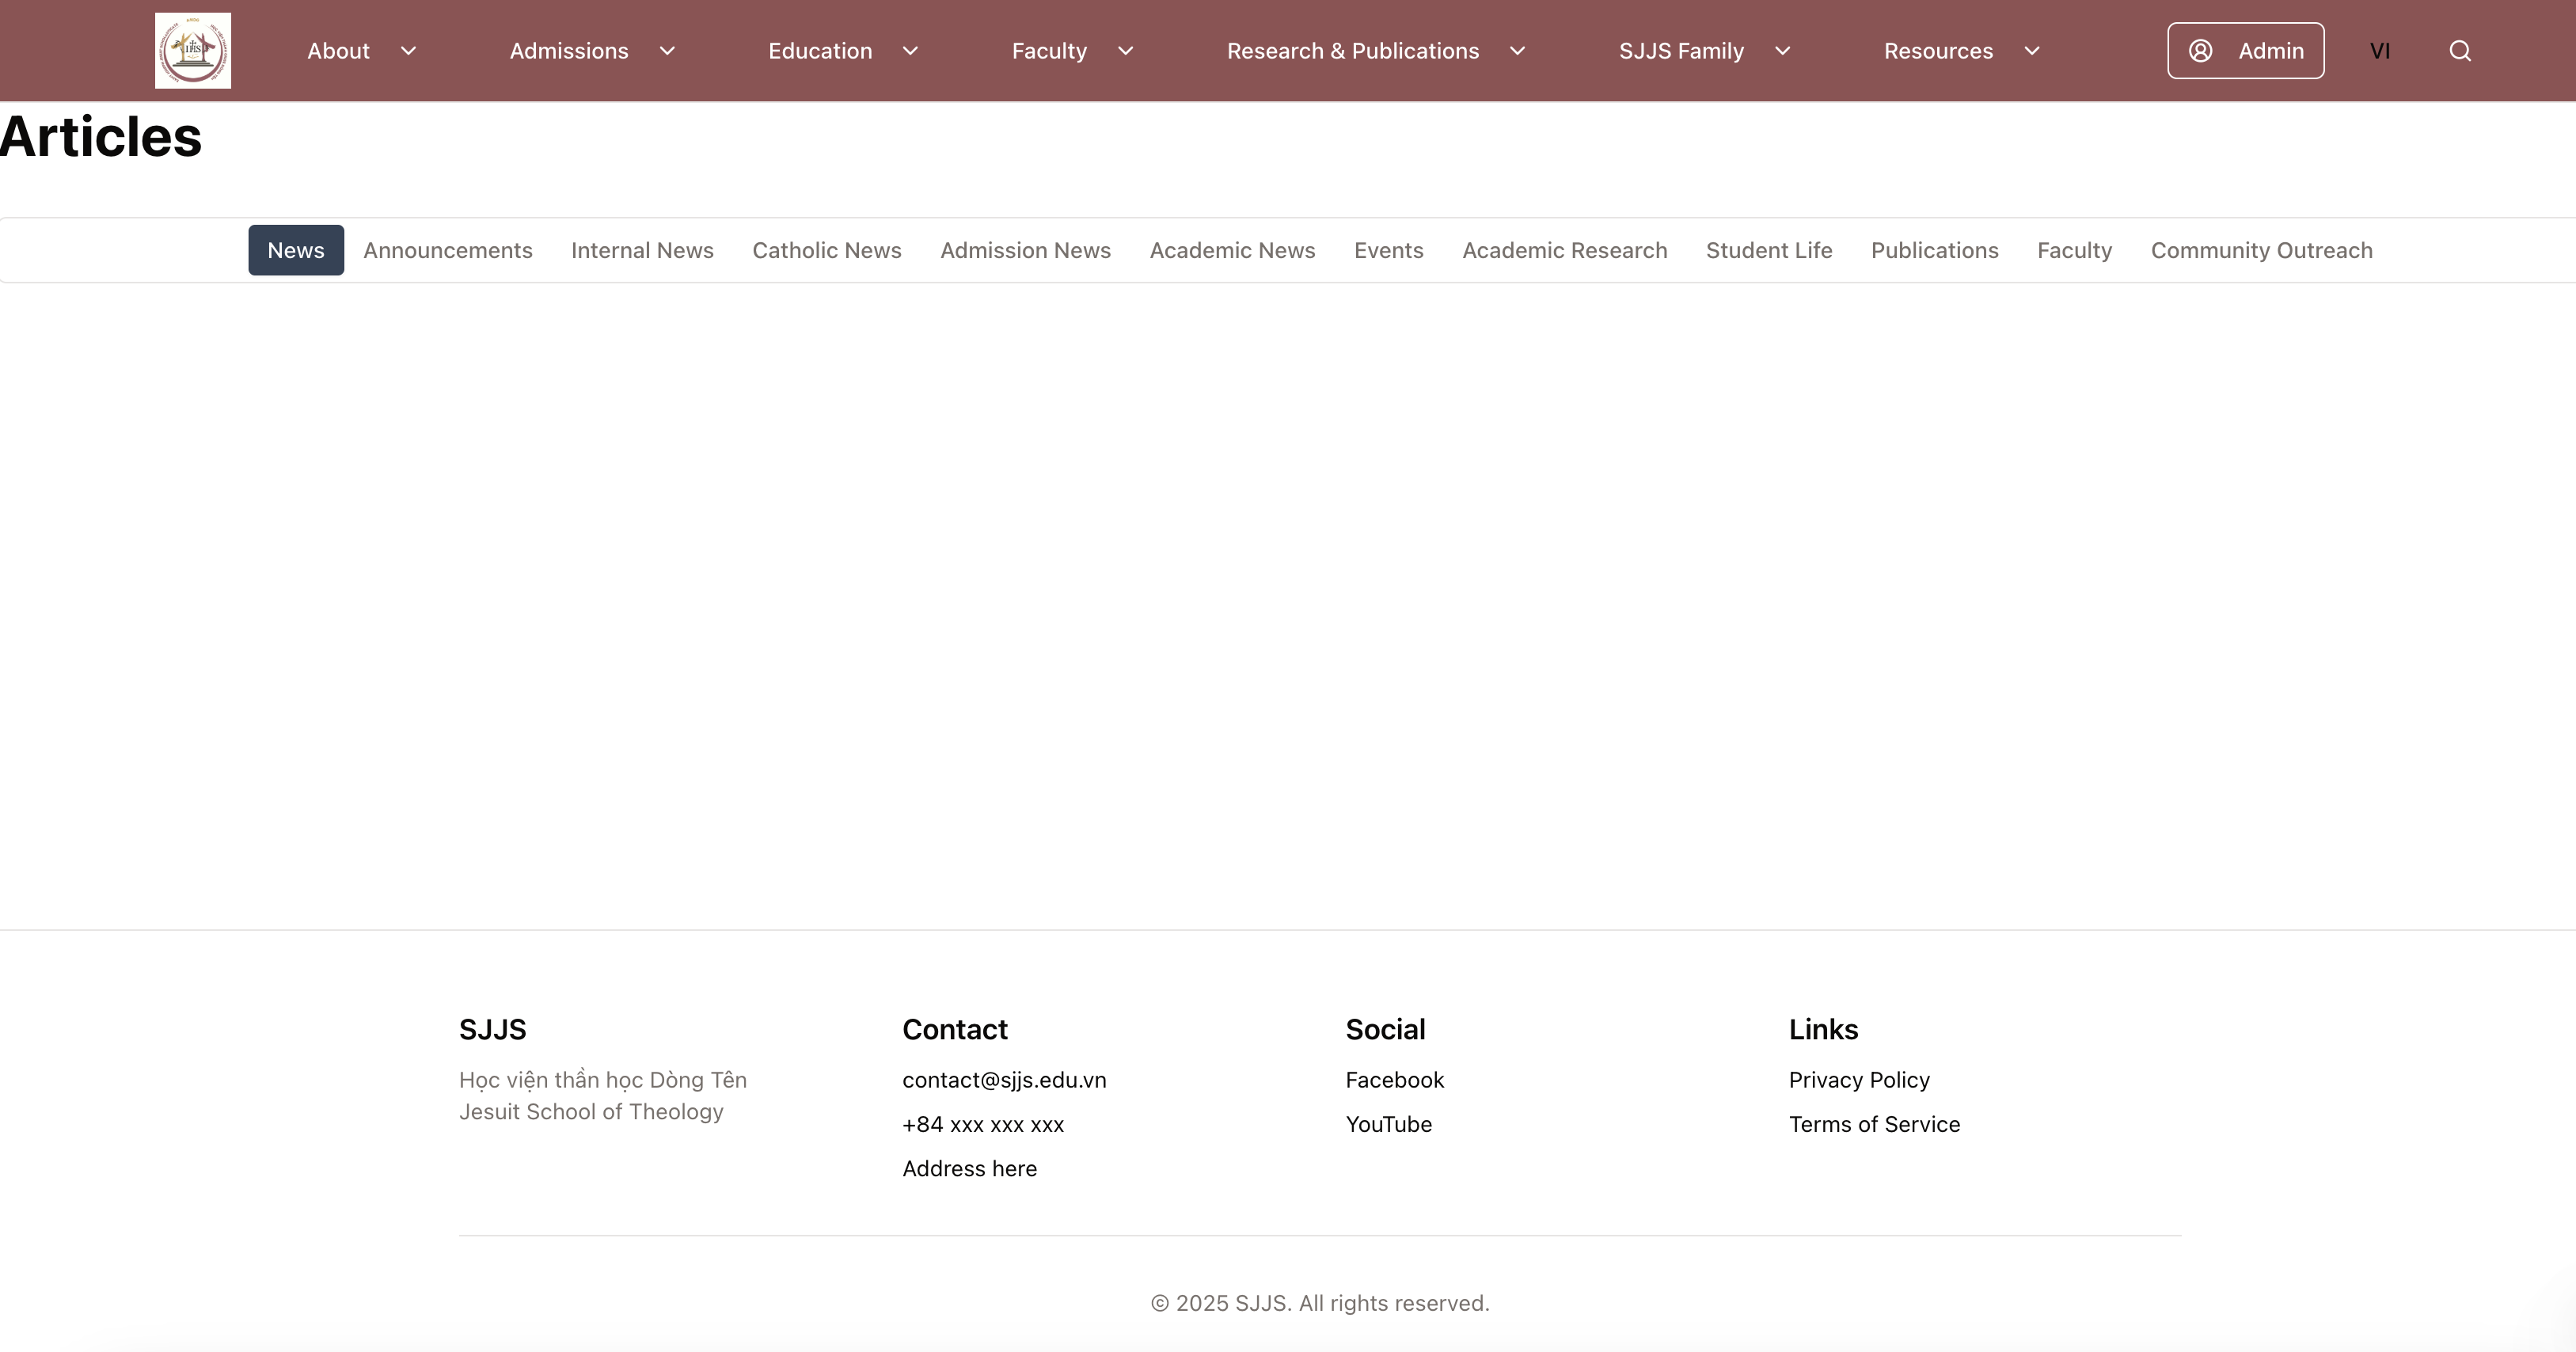 About Admissions Education Faculty Research & Publications SJJS Family Resources Admin VI
Articles
News Announcements Internal News Catholic News Admission News Academic News Events Academic Research Student Life Publications Faculty Community Outreach
SJJS
Học viện thần học Dòng Tên
Jesuit School of Theology
Contact
contact@sjjs.edu.vn
+84 xxx xxx xxx
Address here
Social
Facebook
YouTube
Links
Privacy Policy
Terms of Service
© 2025 SJJS. All rights reserved.